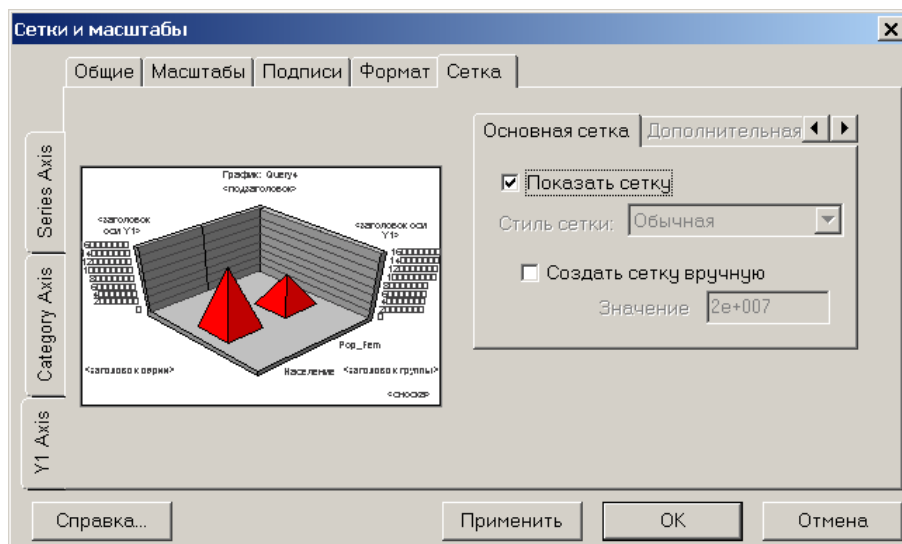 Сетки и масштабы
Общие Масштабы Подписи Формат Сетка
Series Axis
Category Axis
Y1 Axis
График: Query4
<подзаголовок>
<заголовок оси Y1>
<заголовок оси Y1>
Pop_Fem
Население
<заголовок серии>
<заголовок группы>
<сноска>
Основная сетка Дополнительная
Показать сетку
Стиль сетки: Обычная
Создать сетку вручную
Значение 2e+007
Справка... Применить OK Отмена